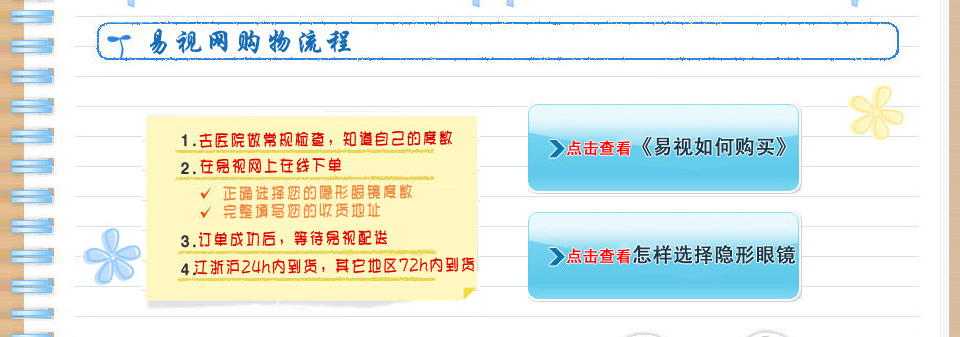 易视网购物流程
1.去医院做常规检查，知道自己的度数
2.在易视网上在线下单
正确选择您的隐形眼镜度数
完整填写您的收货地址
3.订单成功后，等待易视配送
4.江浙沪24h内到货，其它地区72h内到货
点击查看《易视如何购买》
点击查看怎样选择隐形眼镜